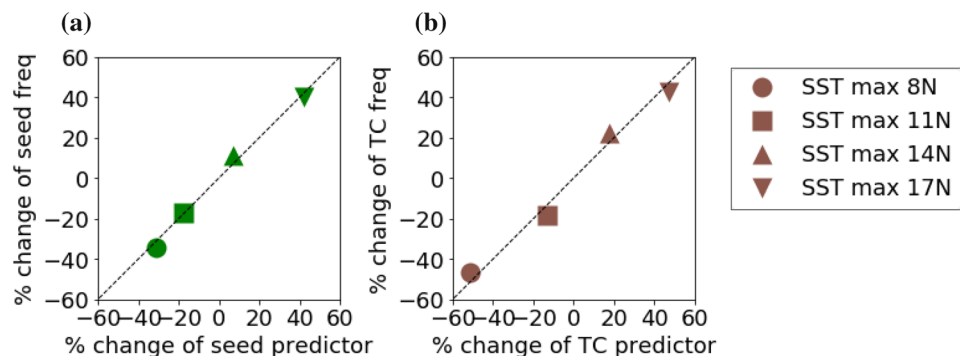 (a)
% change of seed freq
60
40
20
0
−20
−40
−60
−60 −40 −20 0 20 40 60
% change of seed predictor
(b)
% change of TC freq
60
40
20
0
−20
−40
−60
−60 −40 −20 0 20 40 60
% change of TC predictor
SST max 8N
SST max 11N
SST max 14N
SST max 17N